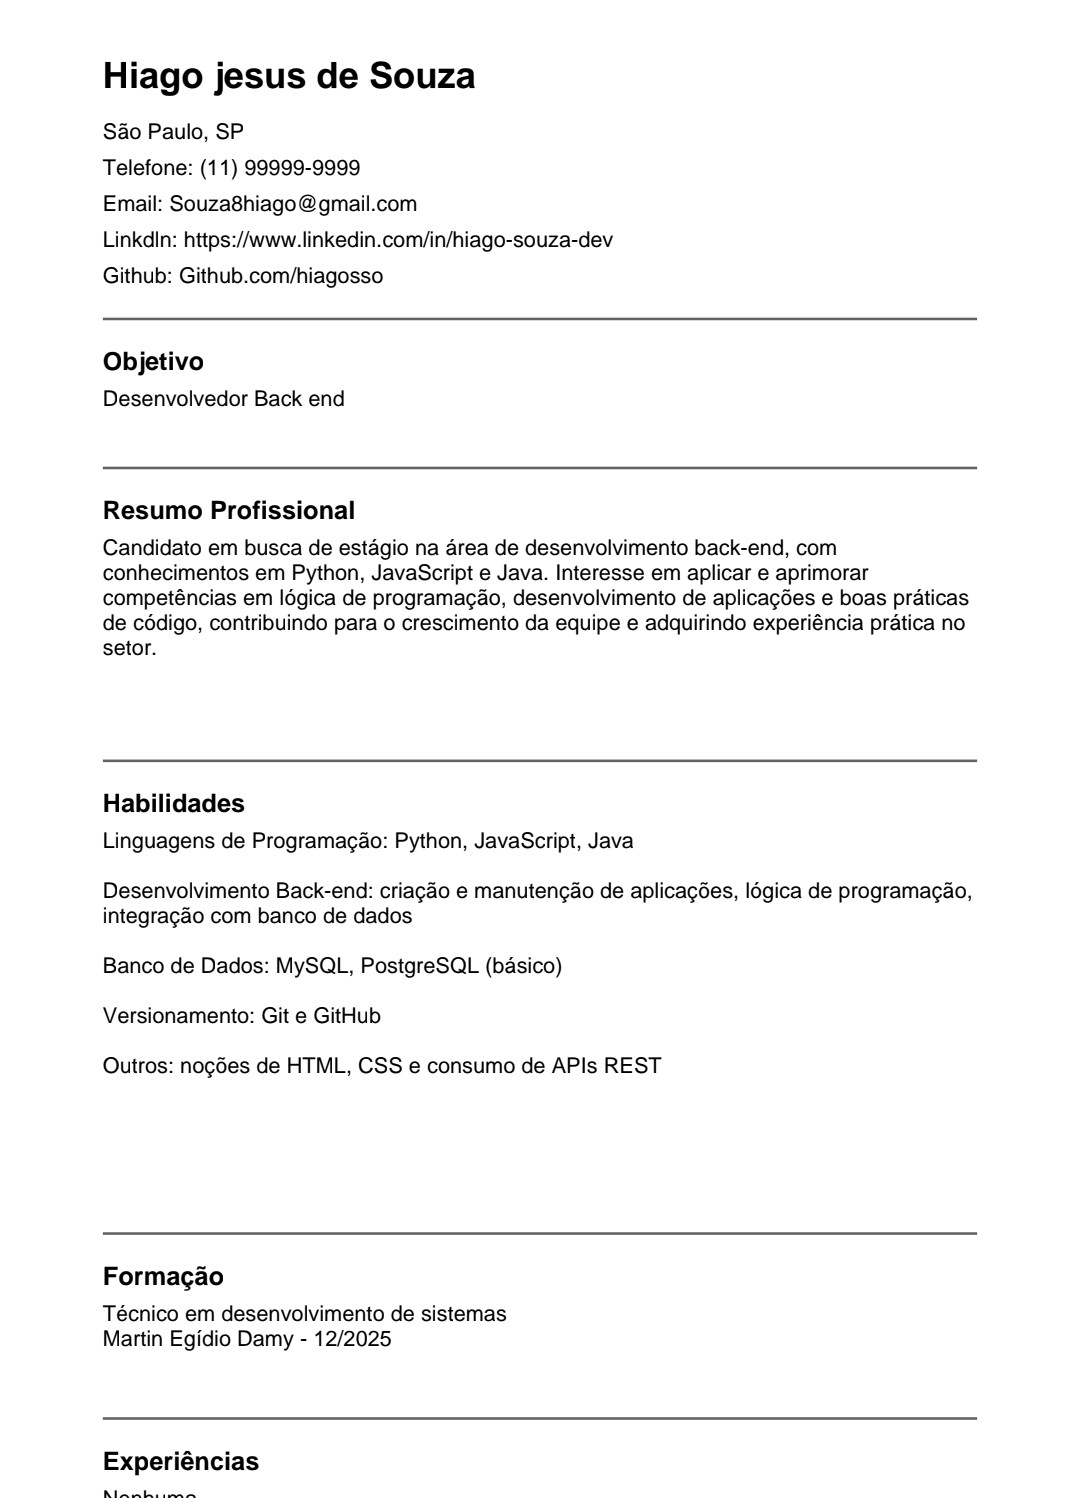 Hiago jesus de Souza
São Paulo, SP
Telefone: (11) 99999-9999
Email: Souza8hiago@gmail.com
Linkdln: https://www.linkedin.com/in/hiago-souza-dev
Github: Github.com/hiagosso
Objetivo
Desenvolvedor Back end
Resumo Profissional
Candidato em busca de estágio na área de desenvolvimento back-end, com
conhecimentos em Python, JavaScript e Java. Interesse em aplicar e aprimorar
competências em lógica de programação, desenvolvimento de aplicações e boas práticas
de código, contribuindo para o crescimento da equipe e adquirindo experiência prática no
setor.
Habilidades
Linguagens de Programação: Python, JavaScript, Java
Desenvolvimento Back-end: criação e manutenção de aplicações, lógica de programação,
integração com banco de dados
Banco de Dados: MySQL, PostgreSQL (básico)
Versionamento: Git e GitHub
Outros: noções de HTML, CSS e consumo de APIs REST
Formação
Técnico em desenvolvimento de sistemas
Martin Egídio Damy - 12/2025
Experiências
Nenhuma